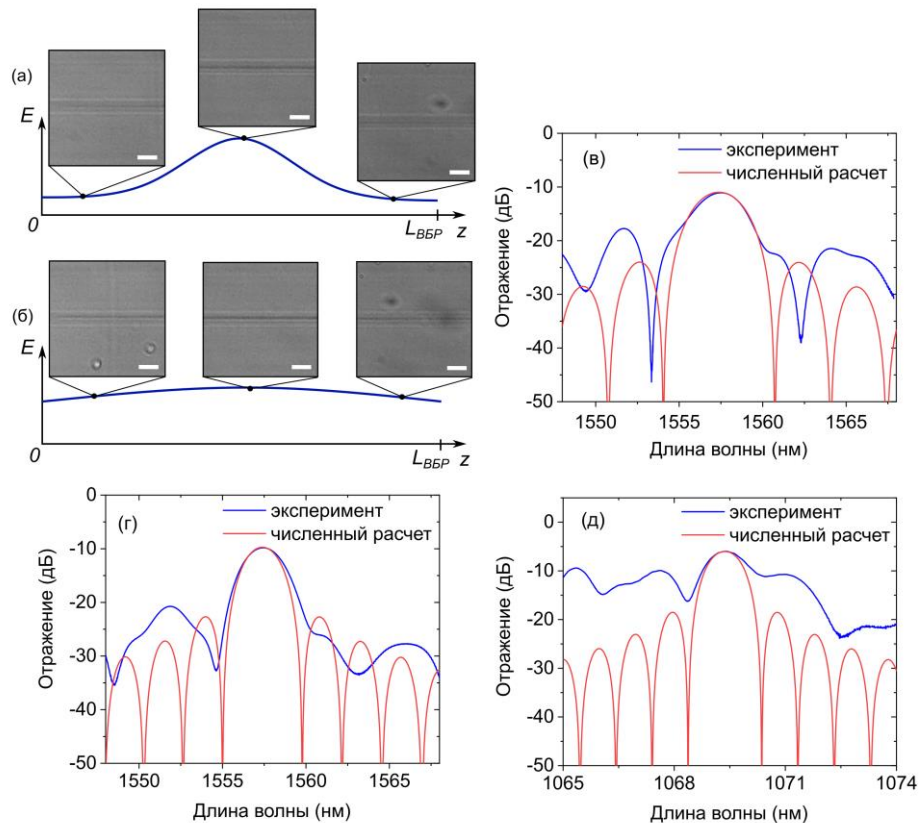 (а)
E
0
L_ВБР z
(б)
E
0
L_ВБР z
(в)
эксперимент
численный расчет
Отражение (дБ)
0
-10
-20
-30
-40
-50
1550 1555 1560 1565
Длина волны (нм)
(г)
эксперимент
численный расчет
Отражение (дБ)
0
-10
-20
-30
-40
-50
1550 1555 1560 1565
Длина волны (нм)
(д)
эксперимент
численный расчет
Отражение (дБ)
0
-10
-20
-30
-40
-50
1065 1068 1071 1074
Длина волны (нм)